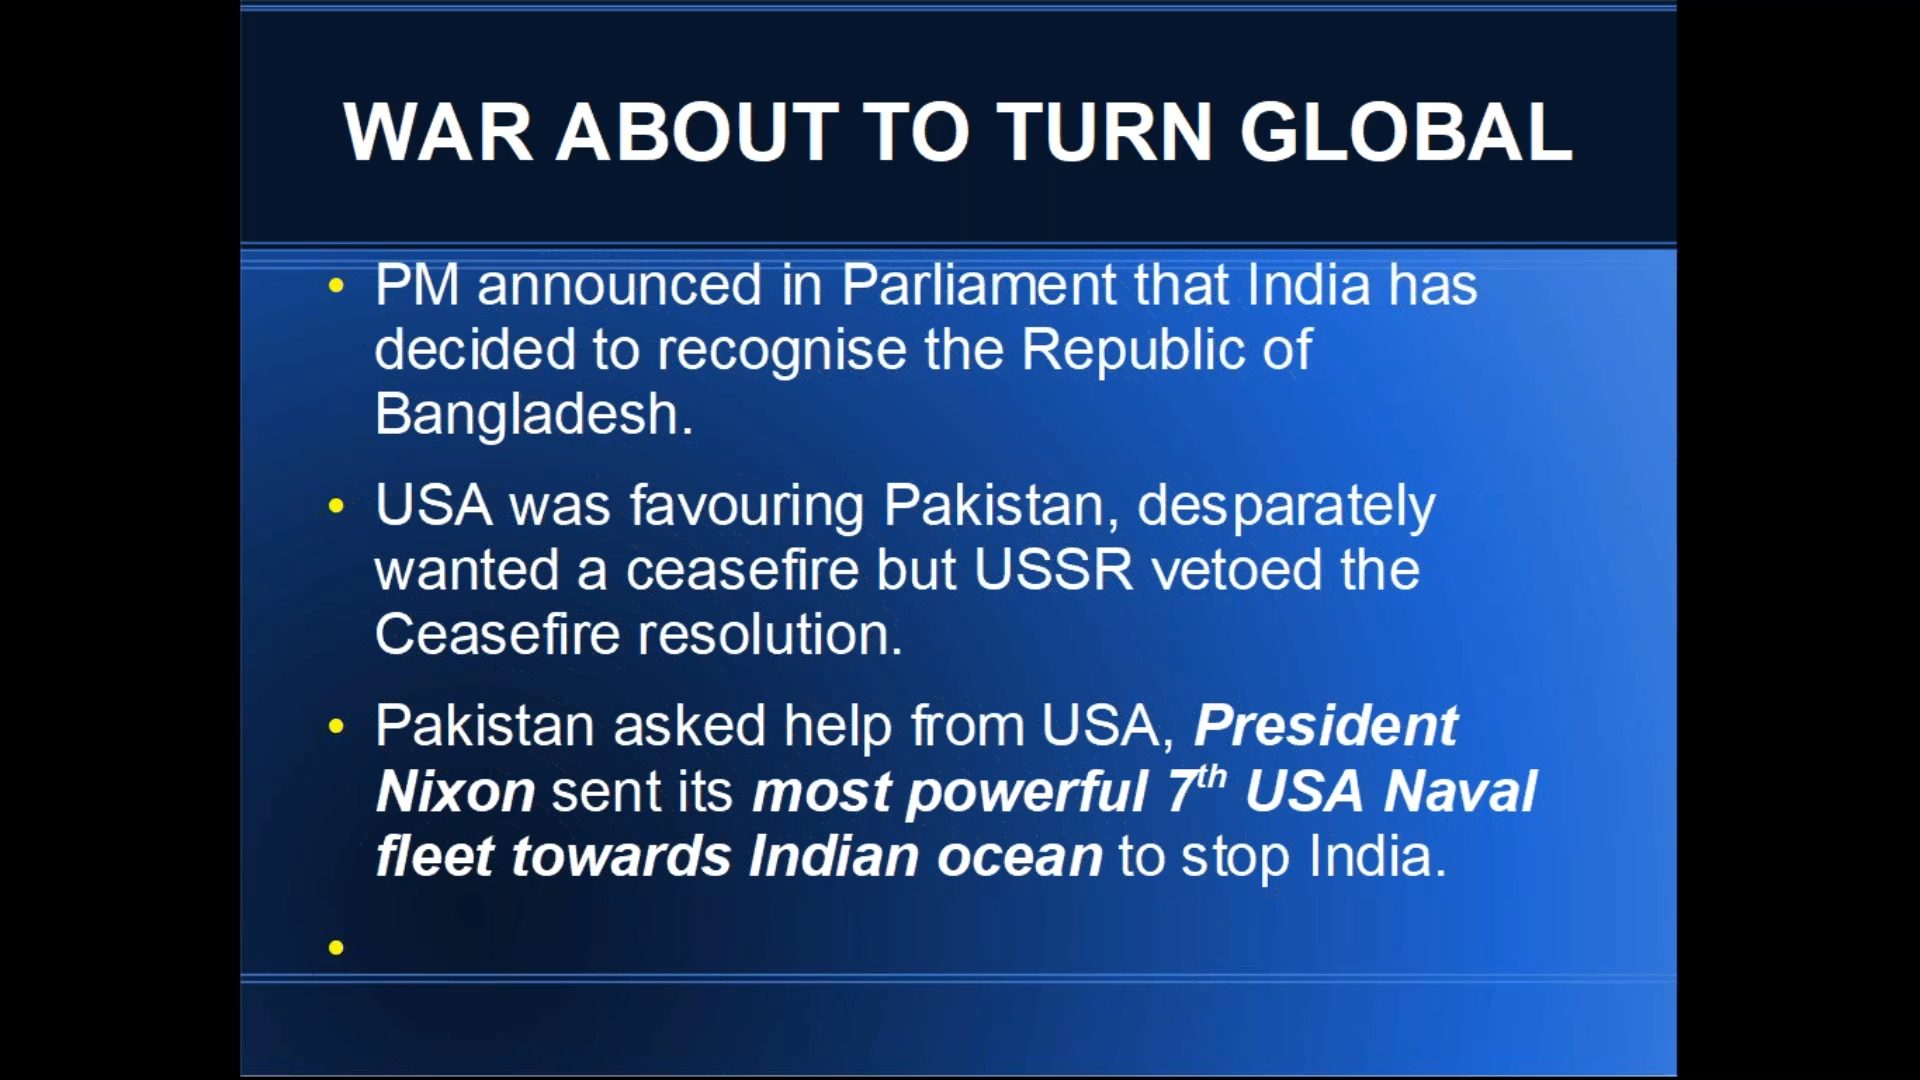 WAR ABOUT TO TURN GLOBAL
• PM announced in Parliament that India has
decided to recognise the Republic of
Bangladesh.
• USA was favouring Pakistan, desparately
wanted a ceasefire but USSR vetoed the
Ceasefire resolution.
• Pakistan asked help from USA, President
Nixon sent its most powerful 7th USA Naval
fleet towards Indian ocean to stop India.
•